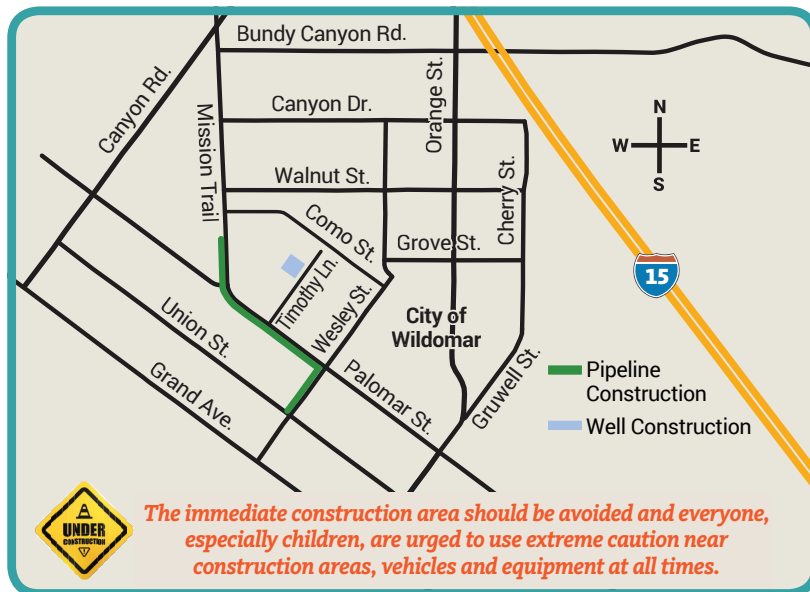 Bundy Canyon Rd.
Canyon Rd.
Orange St.
Mission Trail
Canyon Dr.
N
W
E
S
Walnut St.
Cherry St.
Como St.
Grove St.
15
Timothy Ln.
Wesley St.
City of
Wildomar
Union St.
Grand Ave.
Palomar St.
Gruwell St.
Pipeline
Construction
Well Construction
UNDER
CONSTRUCTION
The immediate construction area should be avoided and everyone,
especially children, are urged to use extreme caution near
construction areas, vehicles and equipment at all times.